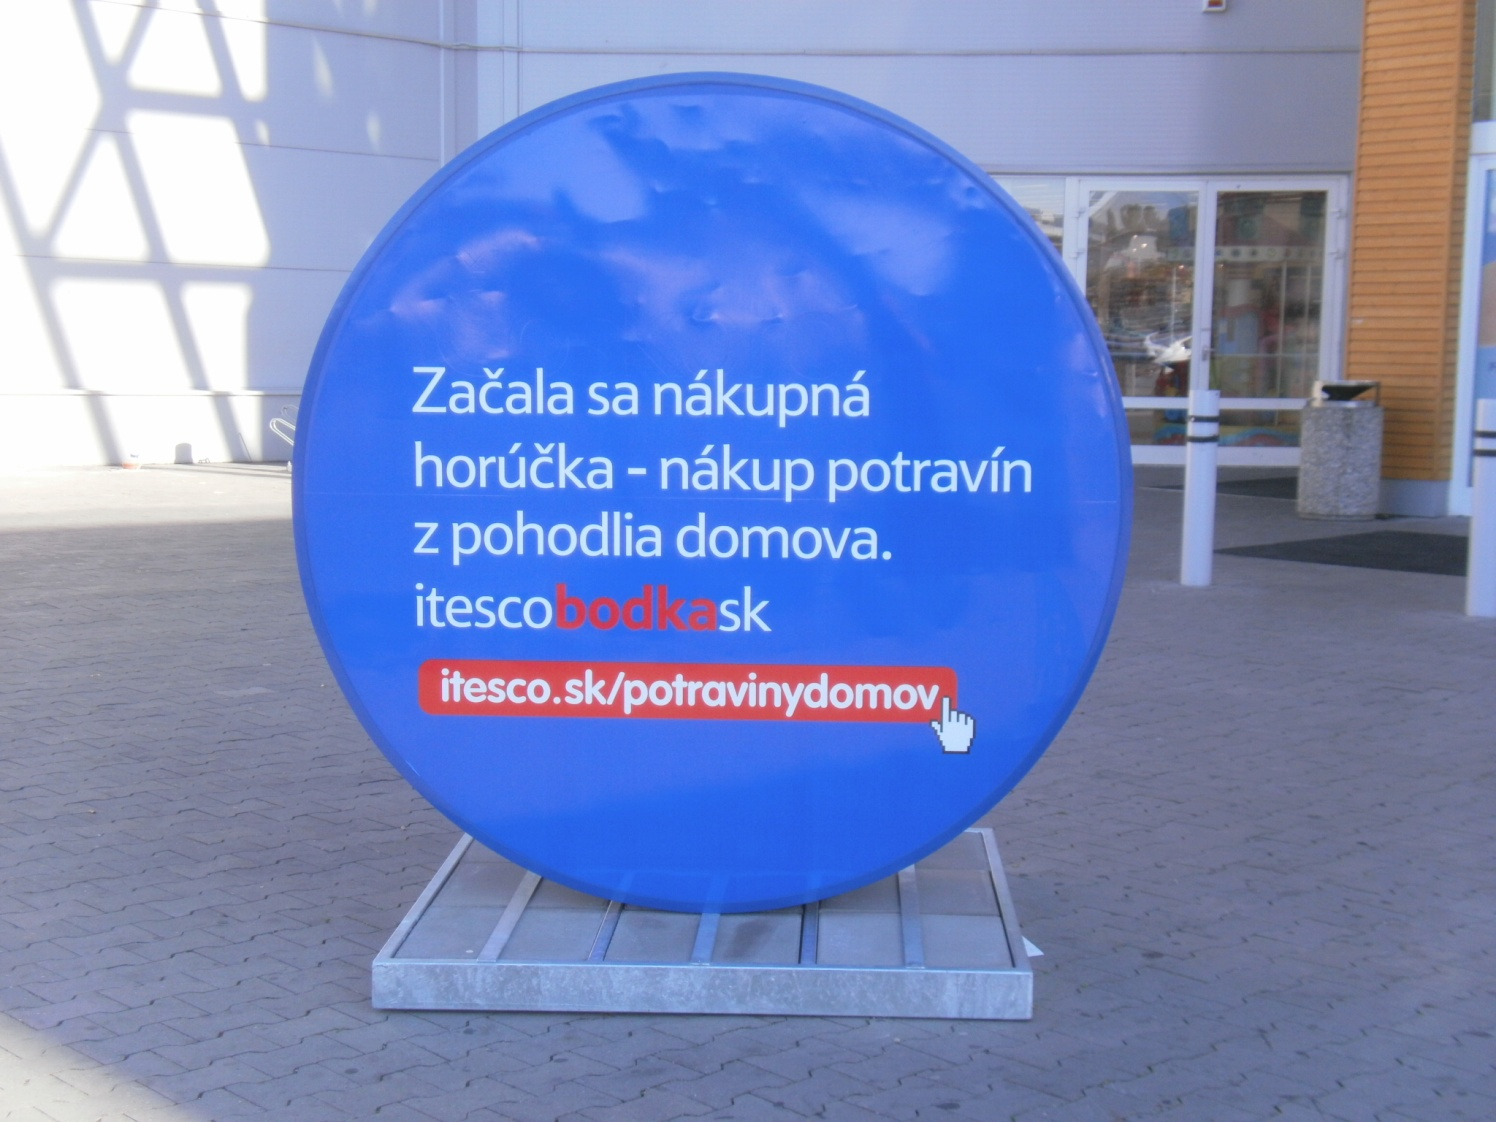 Začala sa nákupná
horúčka - nákup potravín
z pohodlia domova.
itescobodkask
itesco.sk/potravinydomov